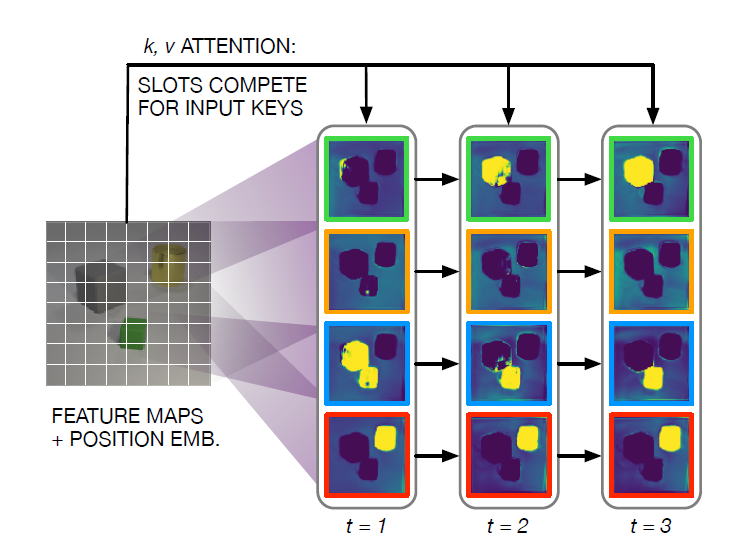 k, v ATTENTION:
SLOTS COMPETE
FOR INPUT KEYS
FEATURE MAPS
+ POSITION EMB.
t = 1
t = 2
t = 3